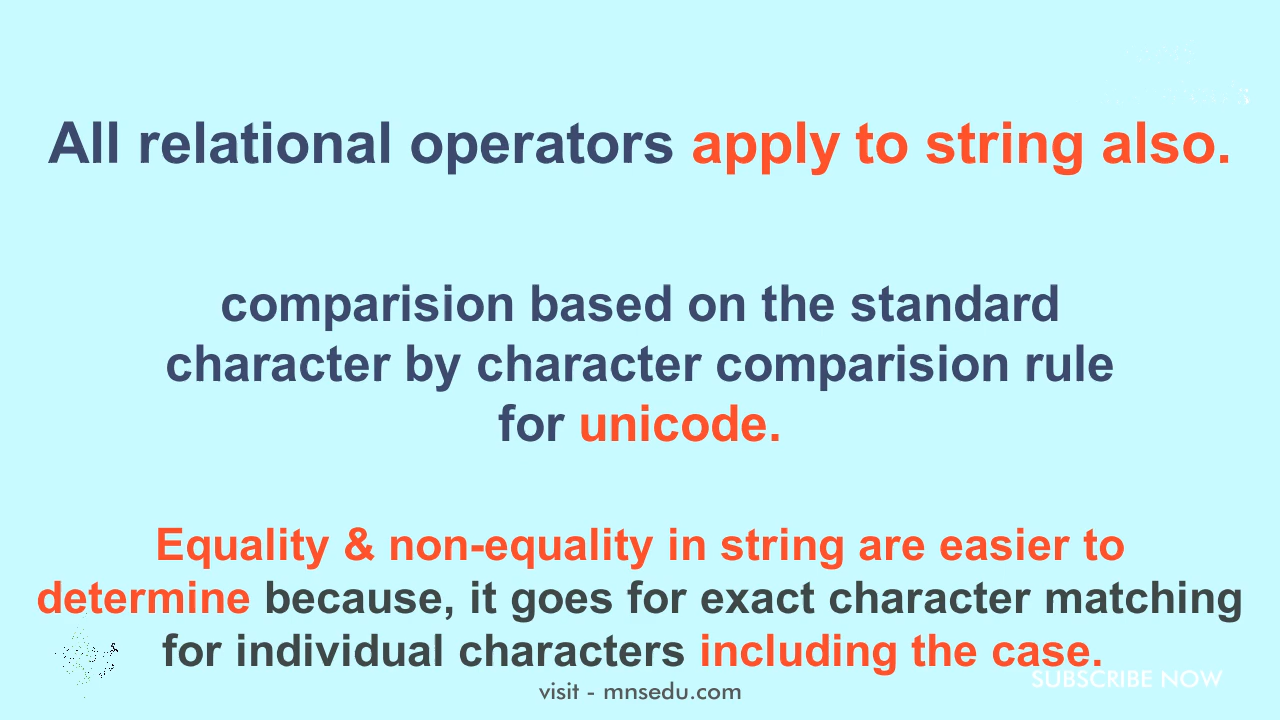 All relational operators apply to string also.
comparision based on the standard
character by character comparision rule
for unicode.
Equality & non-equality in string are easier to
determine because, it goes for exact character matching
for individual characters including the case.
SUBSCRIBE NOW
visit - mnsedu.com